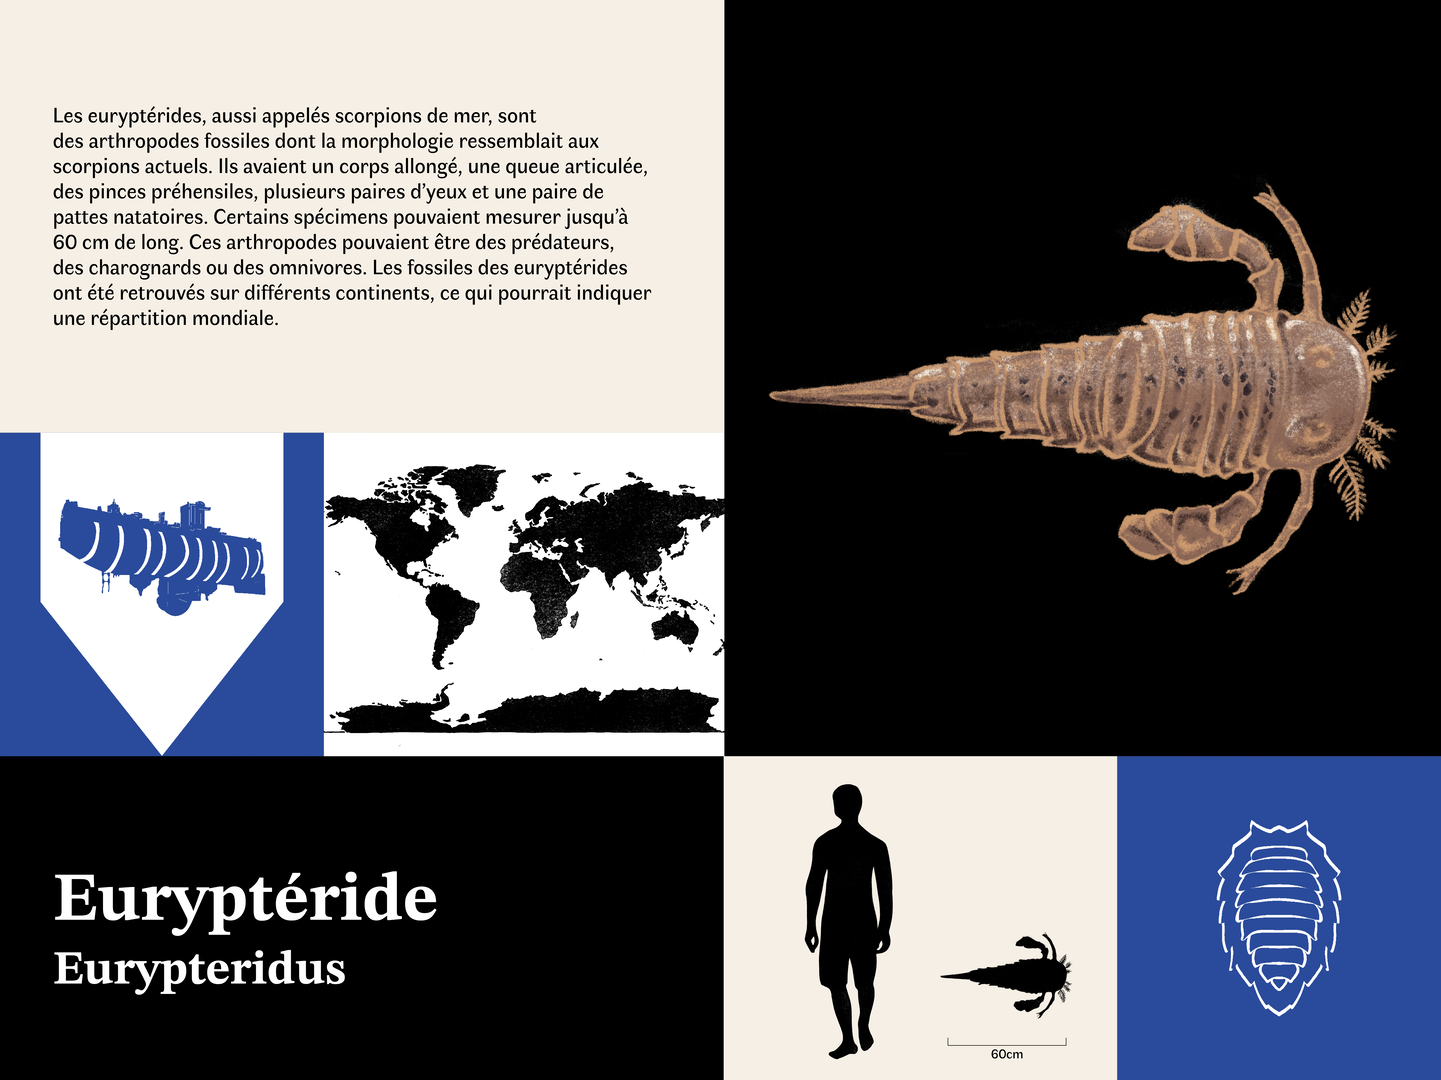 Les euryptérides, aussi appelés scorpions de mer, sont
des arthropodes fossiles dont la morphologie ressemblait aux
scorpions actuels. Ils avaient un corps allongé, une queue articulée,
des pinces préhensiles, plusieurs paires d’yeux et une paire de
pattes natatoires. Certains spécimens pouvaient mesurer jusqu’à
60 cm de long. Ces arthropodes pouvaient être des prédateurs,
des charognards ou des omnivores. Les fossiles des euryptérides
ont été retrouvés sur différents continents, ce qui pourrait indiquer
une répartition mondiale.
Euryptéride
Eurypteridus
60cm